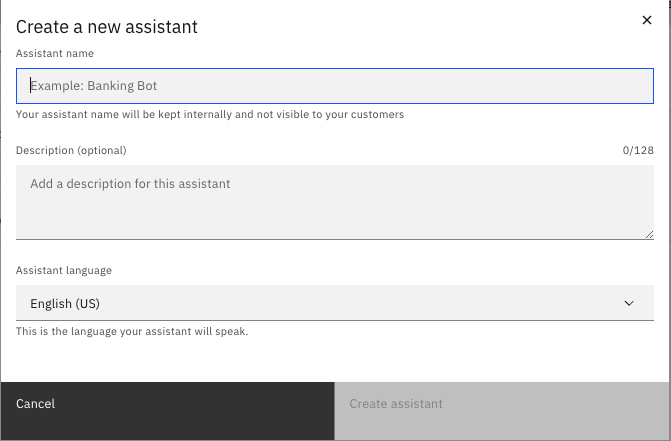 Create a new assistant
Assistant name
Example: Banking Bot
Your assistant name will be kept internally and not visible to your customers
Description (optional) 0/128
Add a description for this assistant
Assistant language
English (US)
This is the language your assistant will speak.
Cancel Create assistant